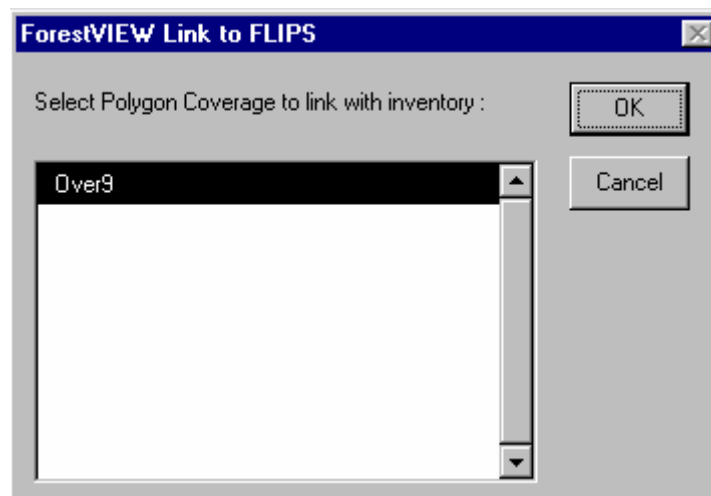 ForestVIEW Link to FLIPS
Select Polygon Coverage to link with inventory :
OK
Over9
Cancel